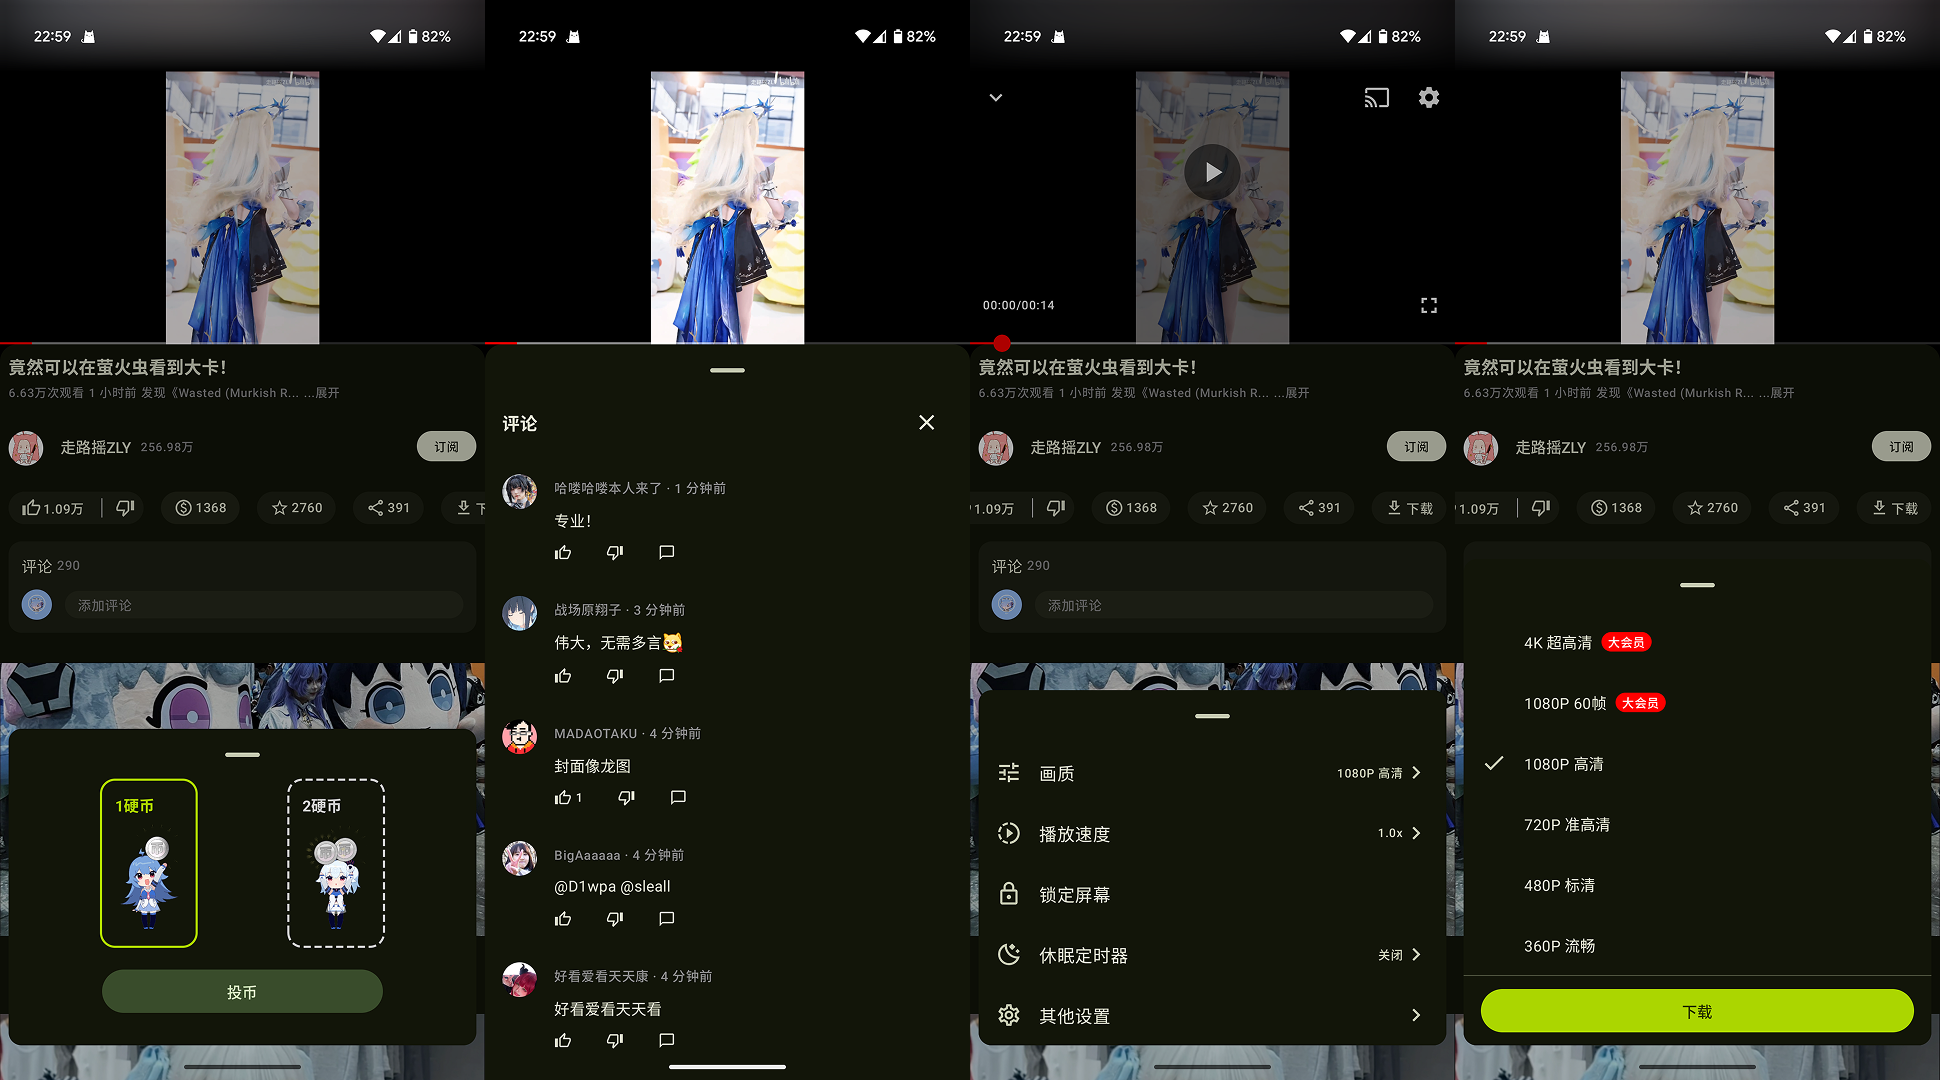 22:59 82%
竟然可以在萤火虫看到大卡！
6.63万次观看 1 小时前 发现《Wasted (Murkish R... ...展开
走路摇ZLY 256.98万
订阅
1.09万
1368
2760
391
下
评论 290
添加评论
1硬币
2硬币
投币
22:59 82%
评论
哈喽哈喽本人来了 · 1 分钟前
专业！
战场原翔子 · 3 分钟前
伟大，无需多言
MADAOTAKU · 4 分钟前
封面像龙图
1
BigAaaaaa · 4 分钟前
@D1wpa @sleall
好看爱看天天康 · 4 分钟前
好看爱看天天看
22:59 82%
00:00/00:14
竟然可以在萤火虫看到大卡！
6.63万次观看 1 小时前 发现《Wasted (Murkish R... ...展开
走路摇ZLY 256.98万
订阅
1.09万
1368
2760
391
下载
评论 290
添加评论
画质 1080P 高清
播放速度 1.0x
锁定屏幕
休眠定时器 关闭
其他设置
22:59 82%
竟然可以在萤火虫看到大卡！
6.63万次观看 1 小时前 发现《Wasted (Murkish R... ...展开
走路摇ZLY 256.98万
订阅
1.09万
1368
2760
391
下载
4K 超高清 大会员
1080P 60帧 大会员
1080P 高清
720P 准高清
480P 标清
360P 流畅
下载